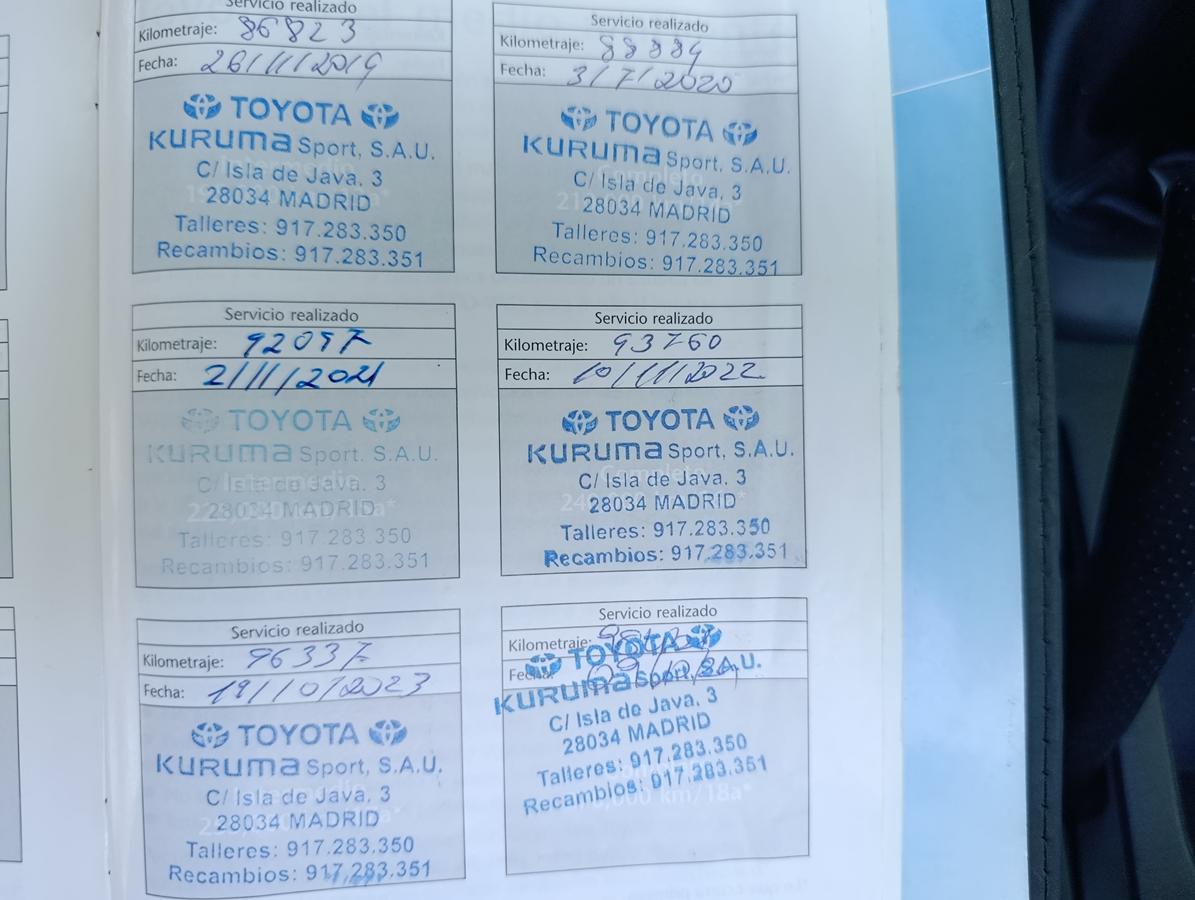 Servicio realizado
Kilometraje: 86823
Fecha: 26/11/2019
TOYOTA
KURUMA Sport, S.A.U.
C/ Isla de Java, 3
28034 MADRID
Talleres: 917.283.350
Recambios: 917.283.351
Servicio realizado
Kilometraje: 88884
Fecha: 3/7/2020
TOYOTA
KURUMA Sport, S.A.U.
Completo
C/ Isla de Java, 3
28034 MADRID
Talleres: 917.283.350
Recambios: 917.283.351
Servicio realizado
Kilometraje: 92097
Fecha: 2/11/2021
TOYOTA
KURUMA Sport, S.A.U.
Intermedio
C/ Isla de Java, 3
28034 MADRID
Talleres: 917.283.350
Recambios: 917.283.351
Servicio realizado
Kilometraje: 93760
Fecha: 10/11/2022
TOYOTA
KURUMA Sport, S.A.U.
Completo
C/ Isla de Java, 3
28034 MADRID
Talleres: 917.283.350
Recambios: 917.283.351
Servicio realizado
Kilometraje: 96337
Fecha: 19/10/2023
TOYOTA
KURUMA Sport, S.A.U.
C/ Isla de Java, 3
28034 MADRID
Talleres: 917.283.350
Recambios: 917.283.351
Servicio realizado
Kilometraje:
Fecha:
TOYOTA
KURUMA Sport, S.A.U.
C/ Isla de Java, 3
28034 MADRID
Talleres: 917.283.350
Recambios: 917.283.351
km/18a*